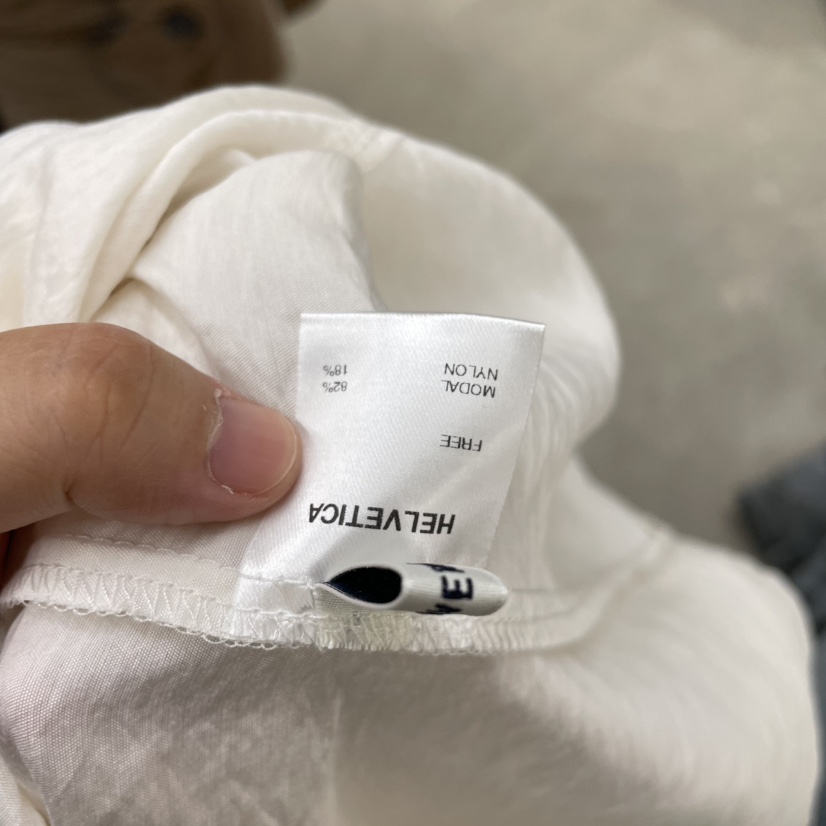 HELVETICA
FREE
MODAL 82%
NYLON 18%